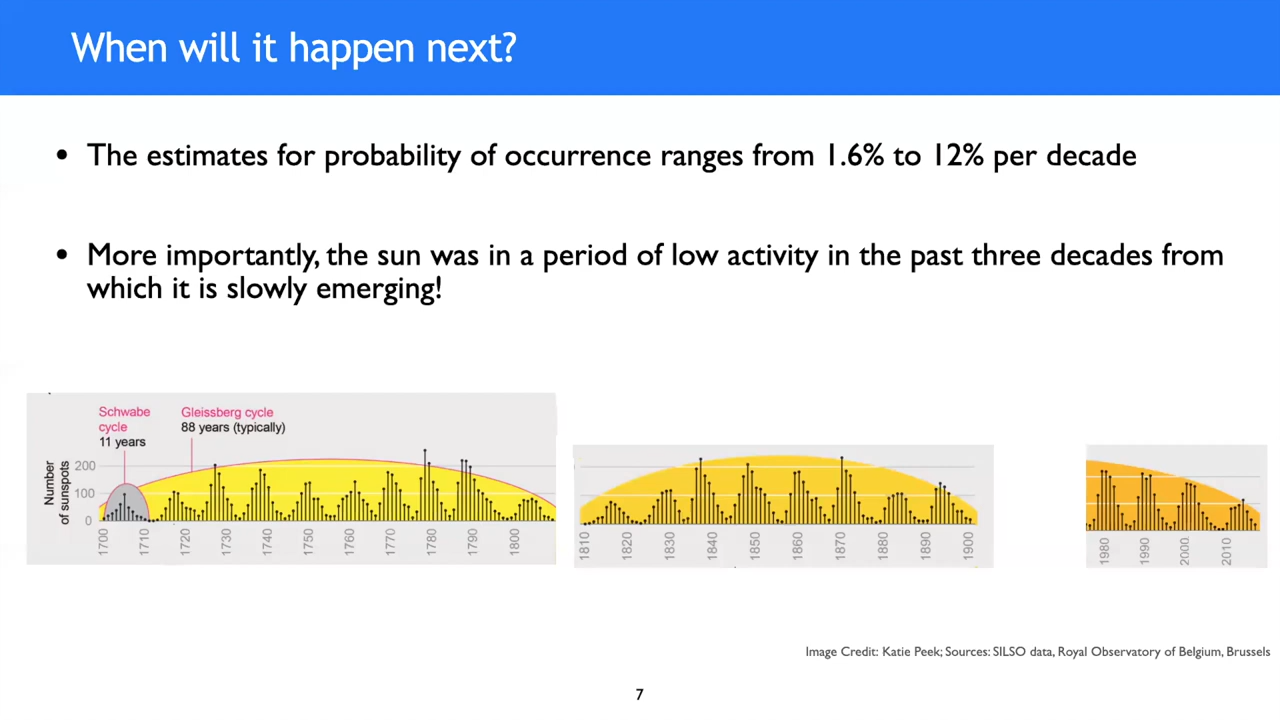 When will it happen next?
• The estimates for probability of occurrence ranges from 1.6% to 12% per decade
• More importantly, the sun was in a period of low activity in the past three decades from
which it is slowly emerging!
Schwabe
cycle
11 years
Gleissberg cycle
88 years (typically)
Number
of sunspots
200
100
0
1700 1710 1720 1730 1740 1750 1760 1770 1780 1790 1800
1810 1820 1830 1840 1850 1860 1870 1880 1890 1900
1980 1990 2000 2010
Image Credit: Katie Peek; Sources: SILSO data, Royal Observatory of Belgium, Brussels
7